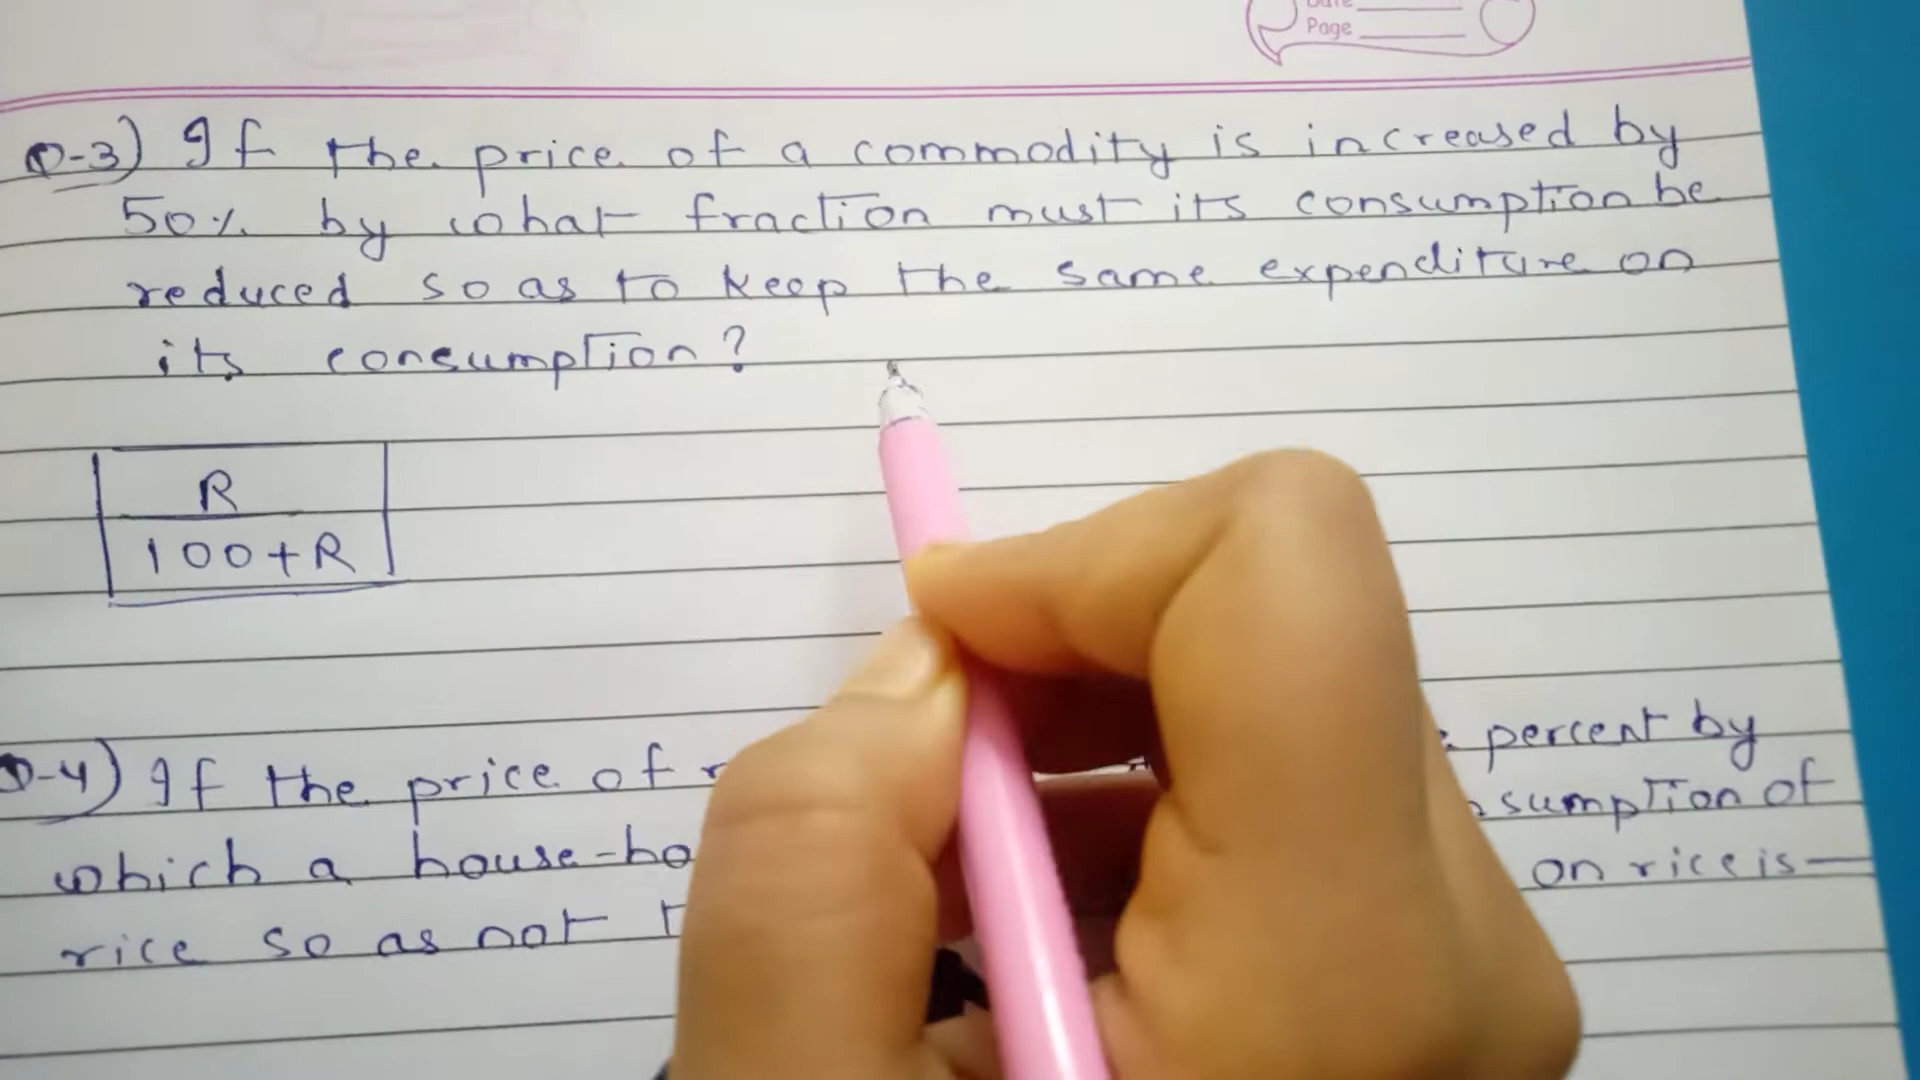 Date
Page
Q-3) If the price of a commodity is increased by
50% by what fraction must its consumption be
reduced so as to keep the same expenditure on
its consumption?
R
100+R
Q-4) If the price of
percent by
which a house-ho
sumption of
rice so as not
on rice is—